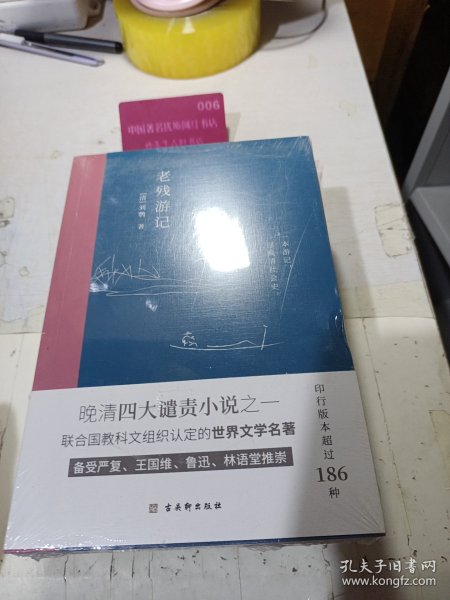 006
中国著名优师阅订书店
老残游记
[清] 刘鹗 著
一本游记，
晚清四大谴责小说之一
联合国教科文组织认定的世界文学名著
备受严复、王国维、鲁迅、林语堂推崇
印行版本超过
186
种
古吴轩出版社
孔夫子旧书网
www.kongfz.com